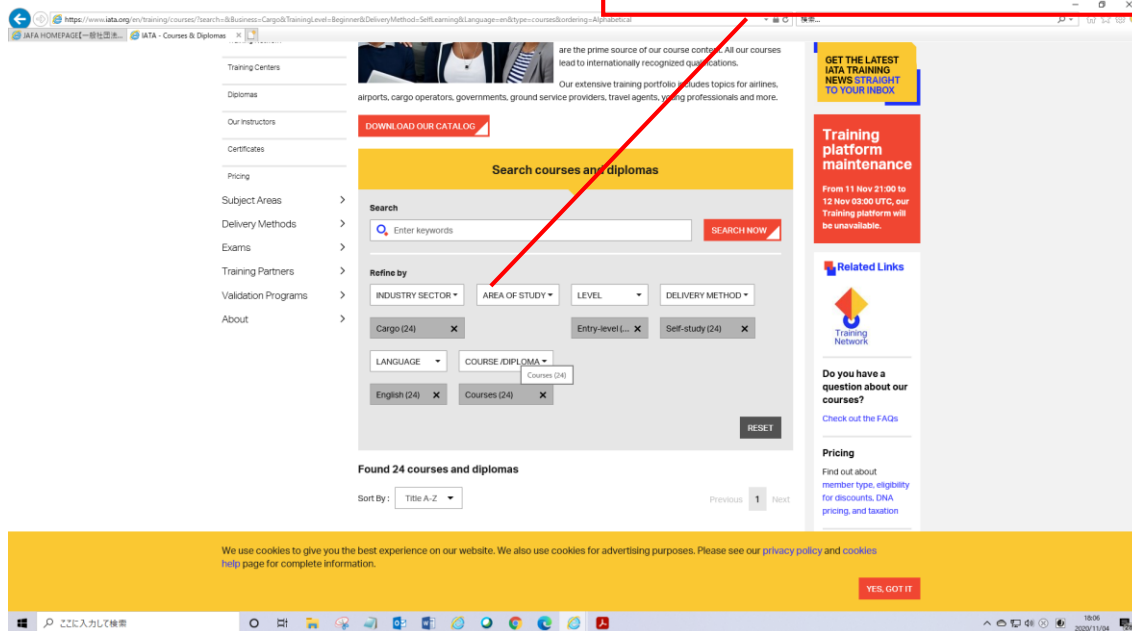 https://www.iata.org/en/training/courses/?search=&Business=Cargo&TrainingLevel=Beginner&DeliveryMethod=SelfLearning&Language=en&type=courses&ordering=Alphabetical
検索...
JAFA HOMEPAGE【一般社団法...
IATA - Courses & Diplomas
Training Centers
Diplomas
Our Instructors
Certificates
Pricing
Subject Areas
Delivery Methods
Exams
Training Partners
Validation Programs
About
are the prime source of our course content. All our courses
lead to internationally recognized qualifications.
Our extensive training portfolio includes topics for airlines,
airports, cargo operators, governments, ground service providers, travel agents, young professionals and more.
DOWNLOAD OUR CATALOG
Search courses and diplomas
Search
Enter keywords
SEARCH NOW
Refine by
INDUSTRY SECTOR
AREA OF STUDY
LEVEL
DELIVERY METHOD
Cargo (24)
Entry-level (...
Self-study (24)
LANGUAGE
COURSE /DIPLOMA
Courses (24)
English (24)
Courses (24)
RESET
Found 24 courses and diplomas
Sort By :
Title A-Z
Previous 1 Next
GET THE LATEST
IATA TRAINING
NEWS STRAIGHT
TO YOUR INBOX
Training
platform
maintenance
From 11 Nov 21:00 to
12 Nov 03:00 UTC, our
Training platform will
be unavailable.
Related Links
Training
Network
Do you have a
question about our
courses?
Check out the FAQs
Pricing
Find out about
member type, eligibility
for discounts, DNA
pricing, and taxation
We use cookies to give you the best experience on our website. We also use cookies for advertising purposes. Please see our privacy policy and cookies
help page for complete information.
YES, GOT IT
ここに入力して検索
18:06
2020/11/04